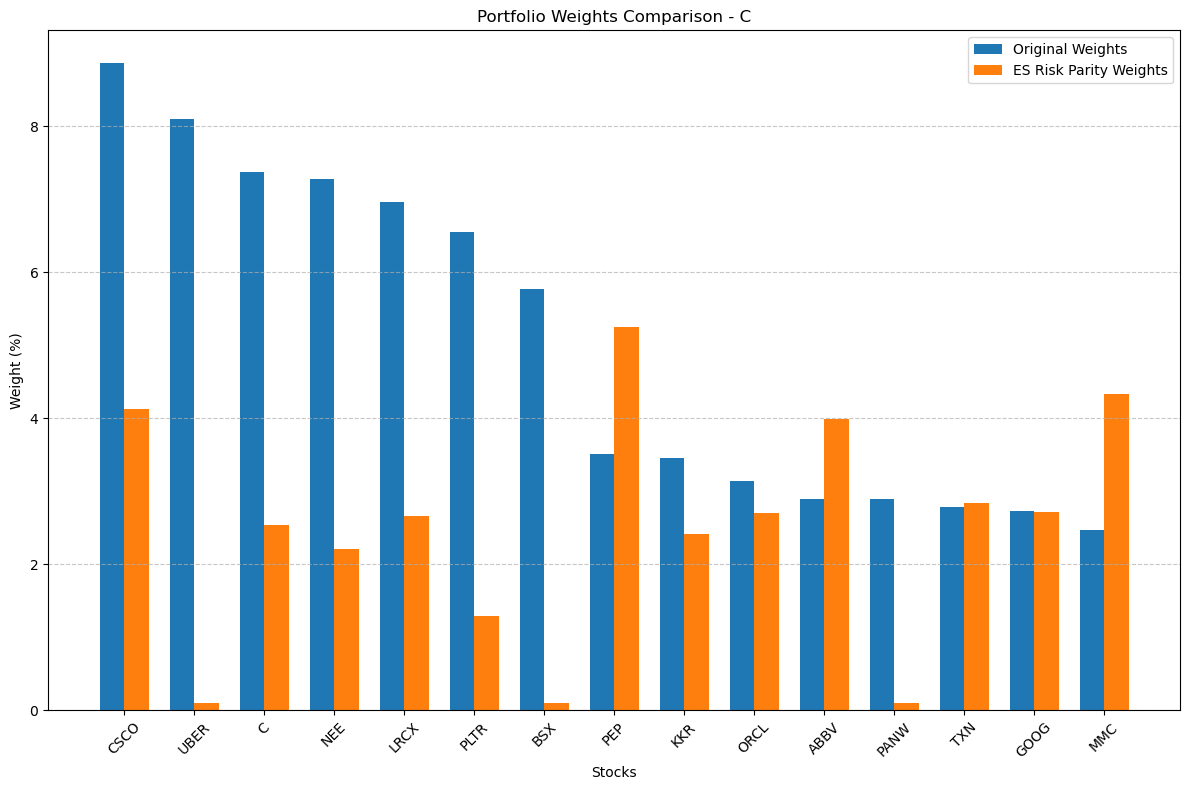 Portfolio Weights Comparison - C
Original Weights
ES Risk Parity Weights
Weight (%)
8
6
4
2
0
CSCO
UBER
C
NEE
LRCX
PLTR
BSX
PEP
KKR
ORCL
ABBV
PANW
TXN
GOOG
MMC
Stocks